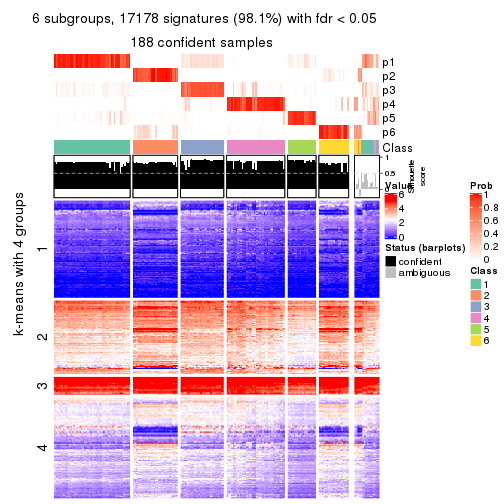 6 subgroups, 17178 signatures (98.1%) with fdr < 0.05
188 confident samples
p1
p2
p3
p4
p5
p6
Class
1
0.5
0
Silhouette
score
Value
6
4
2
0
Status (barplots)
confident
ambiguous
Prob
1
0.8
0.6
0.4
0.2
0
Class
1
2
3
4
5
6
k-means with 4 groups
1
2
3
4